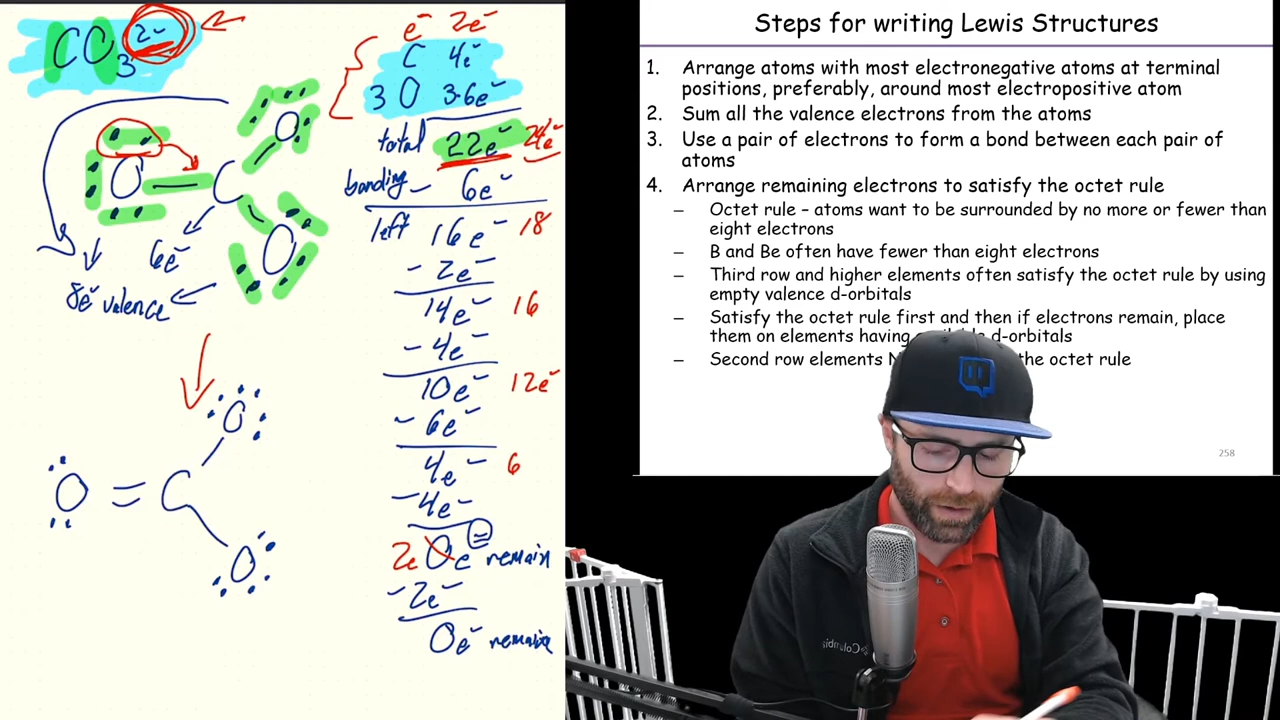 CO₃ 2-
e⁻ 2e⁻
C 4e⁻
3 O 3·6e⁻
total 22e⁻ 24e⁻
bonding - 6e⁻
left 16e⁻ 18
- 2e⁻
14e⁻ 16
- 4e⁻
10e⁻ 12e⁻
- 6e⁻
4e⁻ 6
- 4e⁻
2e 0e⁻ remain
- 2e⁻
0e⁻ remain
O C O
O
6e⁻
8e⁻ valence
O
O = C
O
Steps for writing Lewis Structures
1. Arrange atoms with most electronegative atoms at terminal
positions, preferably, around most electropositive atom
2. Sum all the valence electrons from the atoms
3. Use a pair of electrons to form a bond between each pair of
atoms
4. Arrange remaining electrons to satisfy the octet rule
– Octet rule – atoms want to be surrounded by no more or fewer than
eight electrons
– B and Be often have fewer than eight electrons
– Third row and higher elements often satisfy the octet rule by using
empty valence d-orbitals
– Satisfy the octet rule first and then if electrons remain, place
them on elements having d-orbitals
– Second row elements the octet rule
258
Columbia